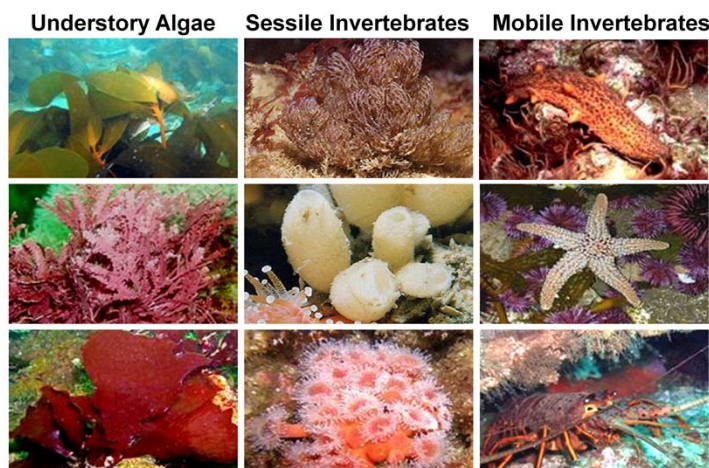 Understory Algae
Sessile Invertebrates
Mobile Invertebrates